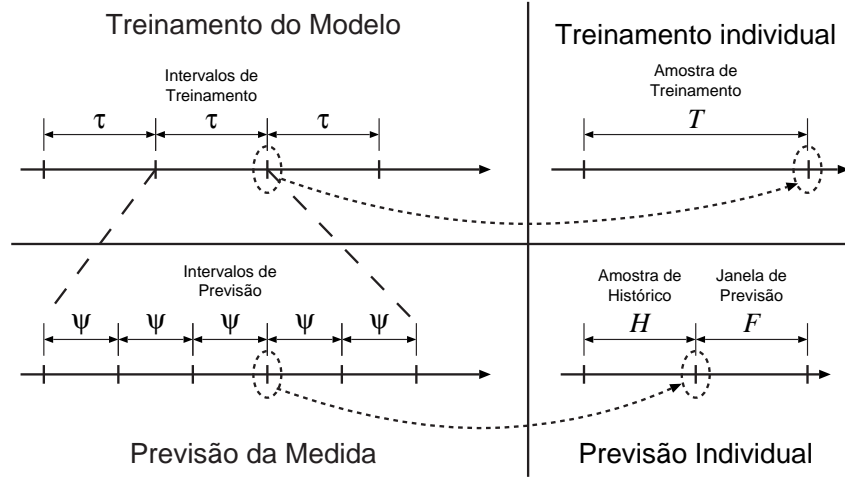 Treinamento do Modelo
Intervalos de
Treinamento
τ τ τ
Treinamento individual
Amostra de
Treinamento
T
Intervalos de
Previsão
ψ ψ ψ ψ ψ
Previsão da Medida
Amostra de
Histórico
H
Janela de
Previsão
F
Previsão Individual